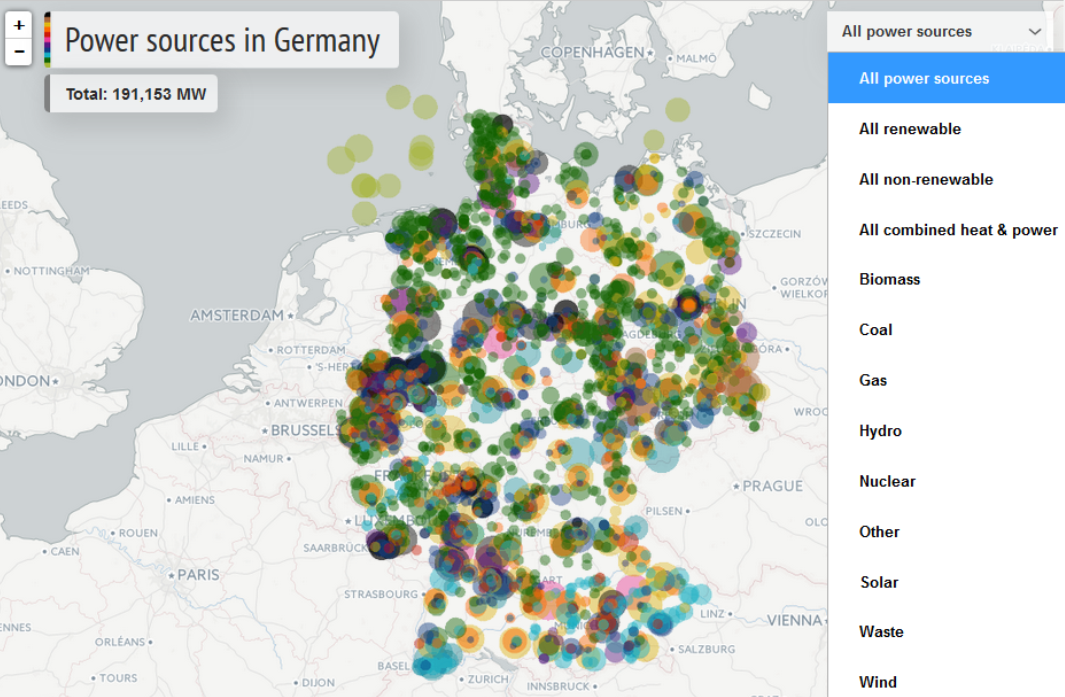 +
−
Power sources in Germany
Total: 191,153 MW
All power sources
All power sources
All renewable
All non-renewable
All combined heat & power
Biomass
Coal
Gas
Hydro
Nuclear
Other
Solar
Waste
Wind
COPENHAGEN
MALMÖ
EEDS
NOTTINGHAM
ONDON
AMSTERDAM
ROTTERDAM
'S-HER
ANTWERPEN
BRUSSELS
LILLE
NAMUR
AMIENS
ROUEN
CAEN
PARIS
ENNES
ORLÉANS
TOURS
DIJON
LUXEMBOU
SAARBRÜCK
STRASBOURG
BASEL
ZURICH
INNSBRUCK
SALZBURG
LINZ
VIENNA
PILSEN
PRAGUE
OLO
WROC
ÓRA
GORZÓW
WIELKOP
SZCZECIN